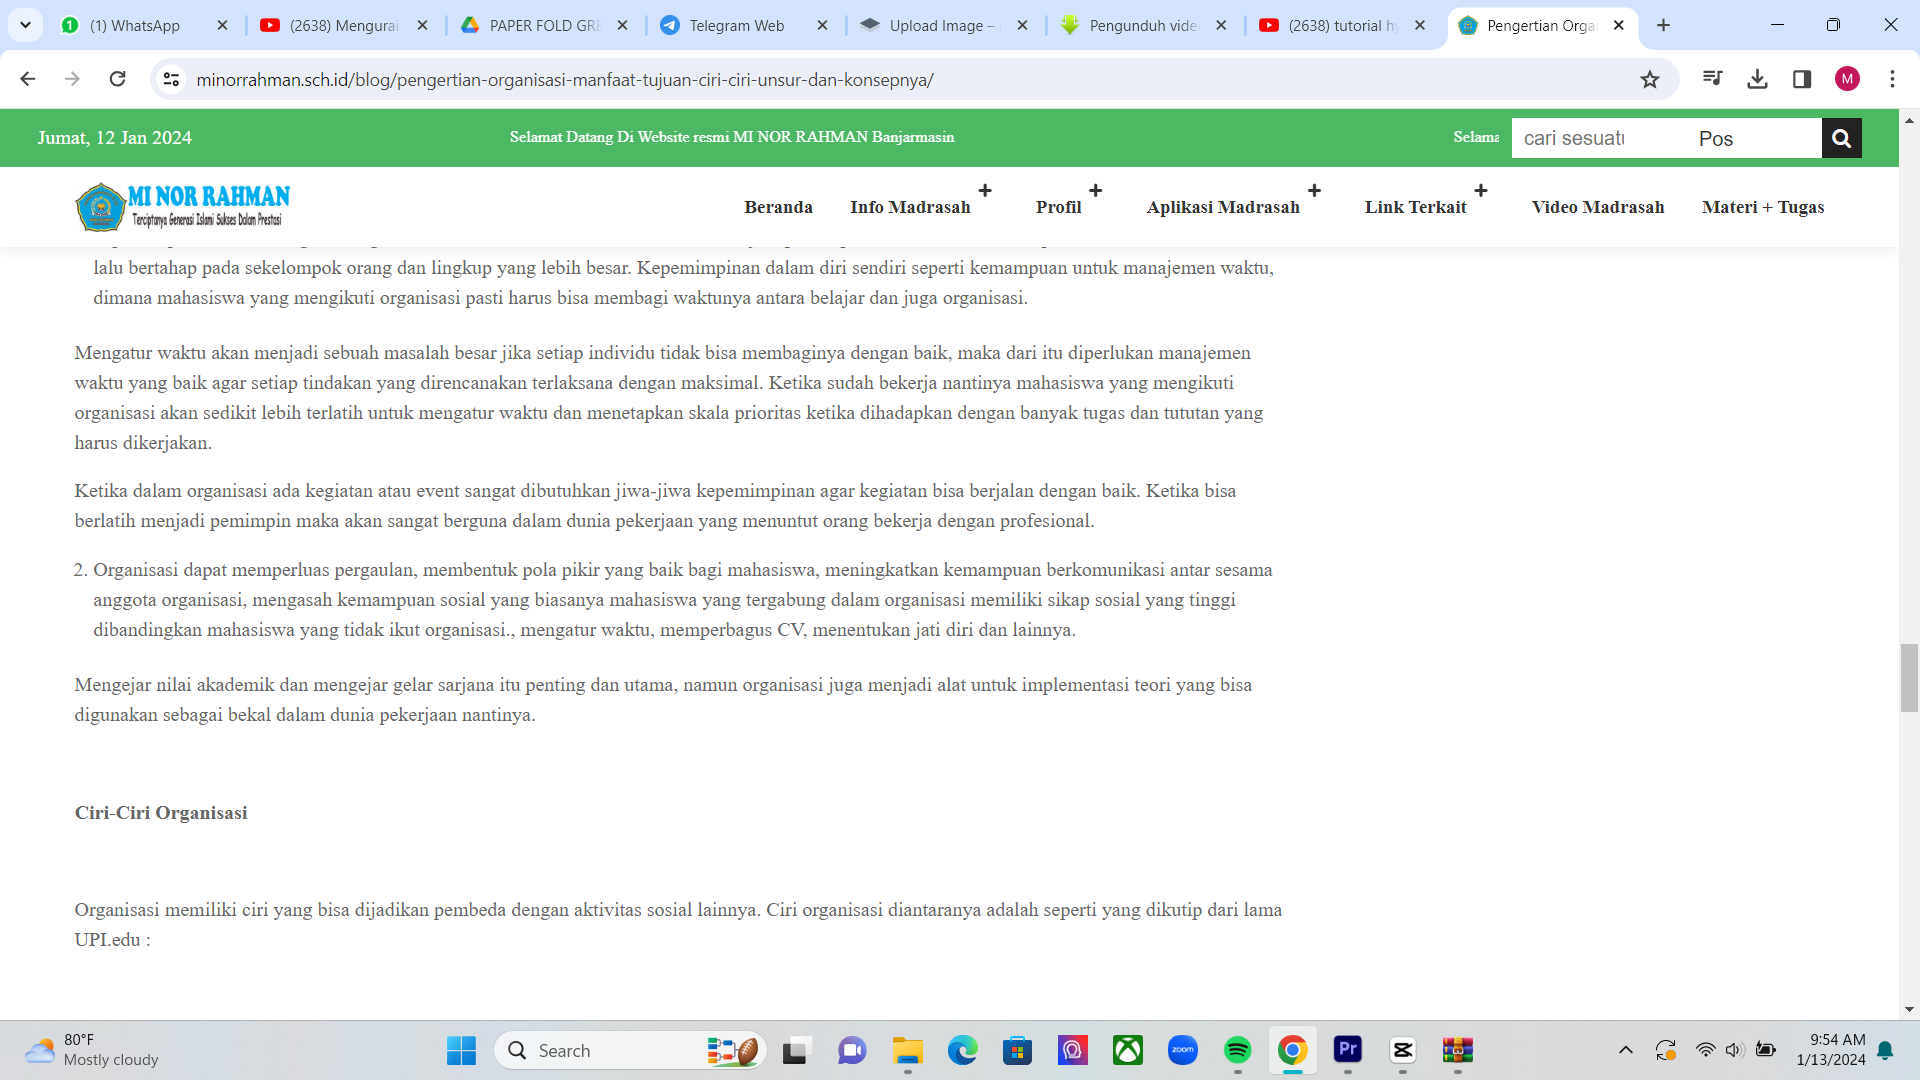 (1) WhatsApp
(2638) Mengurai
PAPER FOLD GRE
Telegram Web
Upload Image –
Pengunduh vide
(2638) tutorial hy
Pengertian Orga
minorrahman.sch.id/blog/pengertian-organisasi-manfaat-tujuan-ciri-ciri-unsur-dan-konsepnya/
M
Jumat, 12 Jan 2024
Selamat Datang Di Website resmi MI NOR RAHMAN Banjarmasin
Selama
cari sesuatu
Pos
MI NOR RAHMAN
Terciptanya Generasi Islami Sukses Dalam Prestasi
Beranda
Info Madrasah
Profil
Aplikasi Madrasah
Link Terkait
Video Madrasah
Materi + Tugas
lalu bertahap pada sekelompok orang dan lingkup yang lebih besar. Kepemimpinan dalam diri sendiri seperti kemampuan untuk manajemen waktu,
dimana mahasiswa yang mengikuti organisasi pasti harus bisa membagi waktunya antara belajar dan juga organisasi.
Mengatur waktu akan menjadi sebuah masalah besar jika setiap individu tidak bisa membaginya dengan baik, maka dari itu diperlukan manajemen
waktu yang baik agar setiap tindakan yang direncanakan terlaksana dengan maksimal. Ketika sudah bekerja nantinya mahasiswa yang mengikuti
organisasi akan sedikit lebih terlatih untuk mengatur waktu dan menetapkan skala prioritas ketika dihadapkan dengan banyak tugas dan tututan yang
harus dikerjakan.
Ketika dalam organisasi ada kegiatan atau event sangat dibutuhkan jiwa-jiwa kepemimpinan agar kegiatan bisa berjalan dengan baik. Ketika bisa
berlatih menjadi pemimpin maka akan sangat berguna dalam dunia pekerjaan yang menuntut orang bekerja dengan profesional.
2. Organisasi dapat memperluas pergaulan, membentuk pola pikir yang baik bagi mahasiswa, meningkatkan kemampuan berkomunikasi antar sesama
anggota organisasi, mengasah kemampuan sosial yang biasanya mahasiswa yang tergabung dalam organisasi memiliki sikap sosial yang tinggi
dibandingkan mahasiswa yang tidak ikut organisasi., mengatur waktu, memperbagus CV, menentukan jati diri dan lainnya.
Mengejar nilai akademik dan mengejar gelar sarjana itu penting dan utama, namun organisasi juga menjadi alat untuk implementasi teori yang bisa
digunakan sebagai bekal dalam dunia pekerjaan nantinya.
Ciri-Ciri Organisasi
Organisasi memiliki ciri yang bisa dijadikan pembeda dengan aktivitas sosial lainnya. Ciri organisasi diantaranya adalah seperti yang dikutip dari lama
UPI.edu :
80°F
Mostly cloudy
Search
zoom
Pr
9:54 AM
1/13/2024